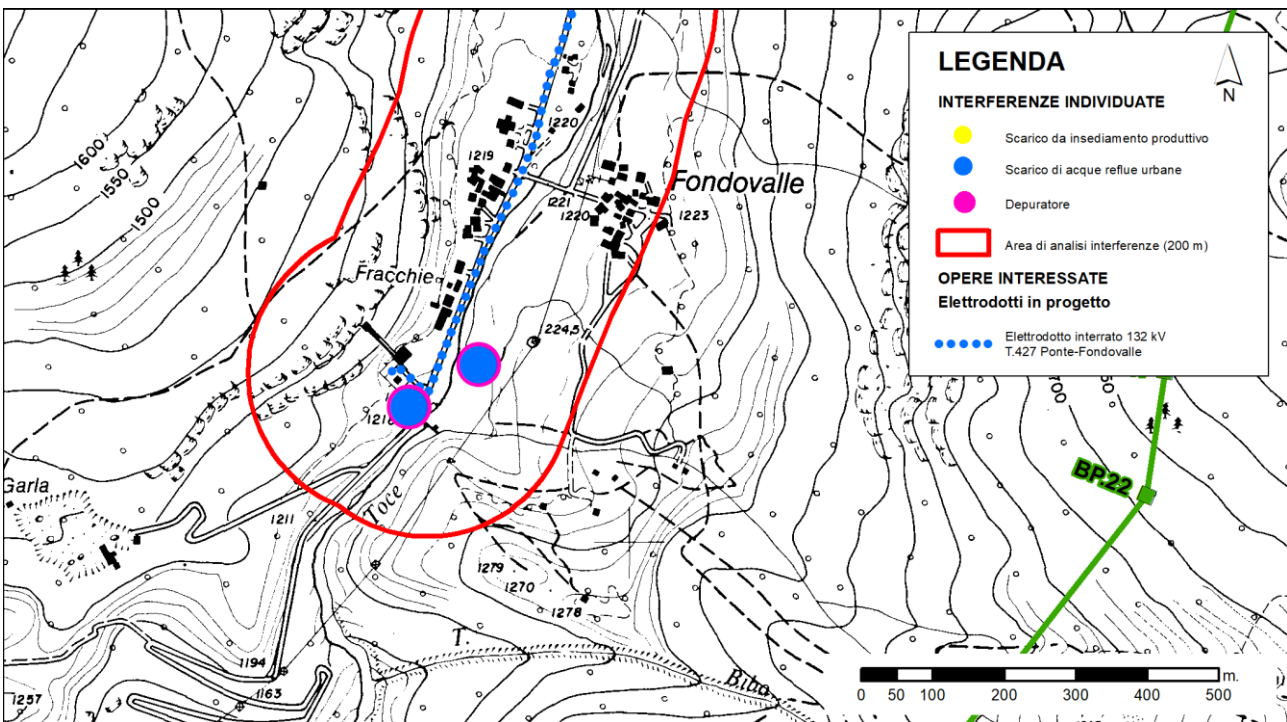 LEGENDA
N
INTERFERENZE INDIVIDUATE
Scarico da insediamento produttivo
Scarico di acque reflue urbane
Depuratore
Area di analisi interferenze (200 m)
OPERE INTERESSATE
Elettrodotti in progetto
Elettrodotto interrato 132 kV
T.427 Ponte-Fondovalle
1600
1550
1500
1220
1219
Fondovalle
1221
1220
1223
Fracchie
224,5
1216
Garla
1211
Toce
BP.22
1279
1270
1278
T.
Biba
1194
1163
1257
700
0 50 100 200 300 400 500 m.